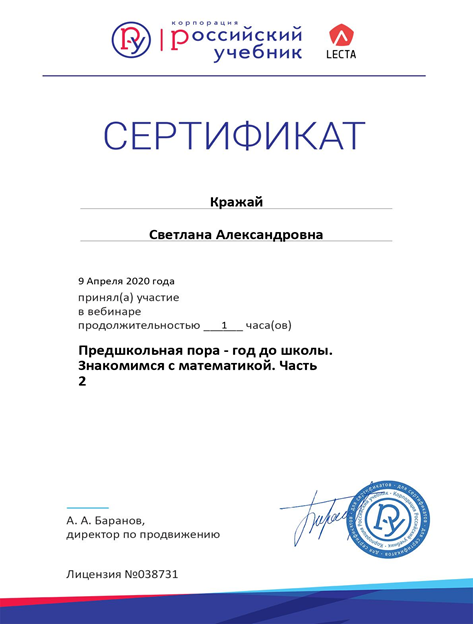 корпорация
Российский
учебник
LECTA
СЕРТИФИКАТ
Кражай
Светлана Александровна
9 Апреля 2020 года
принял(а) участие
в вебинаре
продолжительностью ___1___ часа(ов)
Предшкольная пора - год до школы.
Знакомимся с математикой. Часть
2
А. А. Баранов,
директор по продвижению
Лицензия №038731